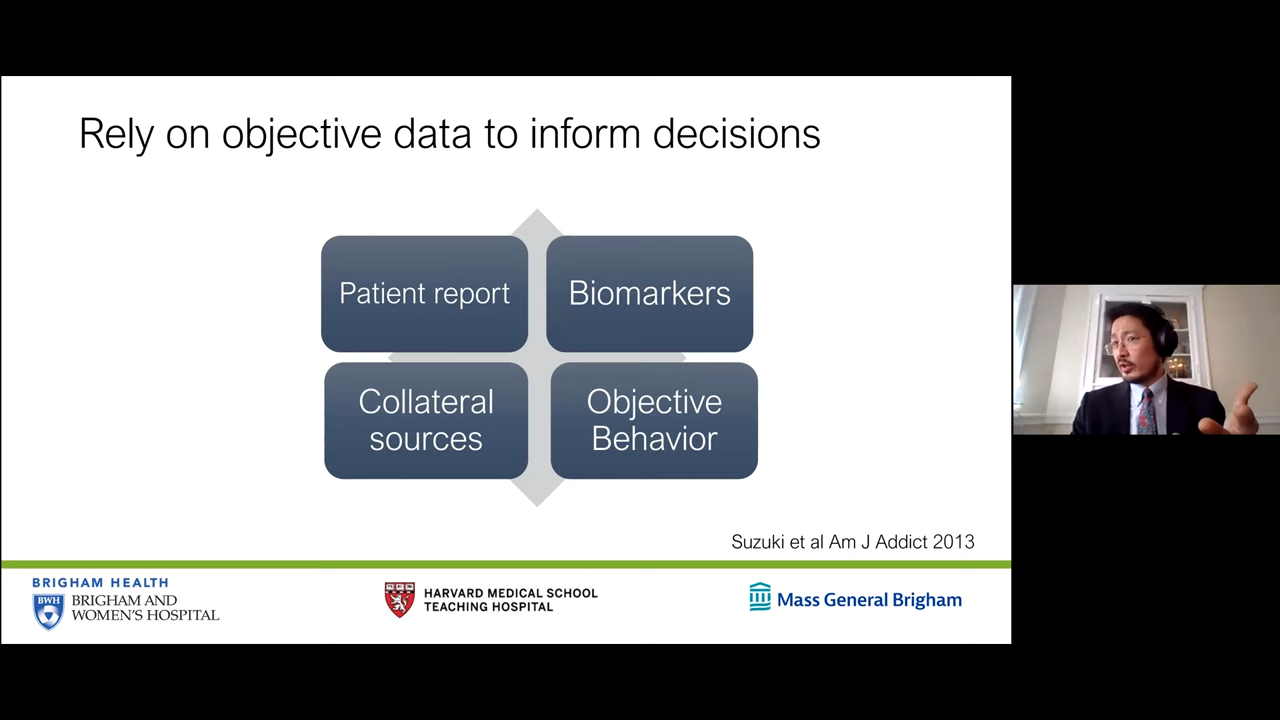 Rely on objective data to inform decisions
Patient report
Biomarkers
Collateral
sources
Objective
Behavior
Suzuki et al Am J Addict 2013
BRIGHAM HEALTH
BWH
BRIGHAM AND
WOMEN'S HOSPITAL
HARVARD MEDICAL SCHOOL
TEACHING HOSPITAL
Mass General Brigham